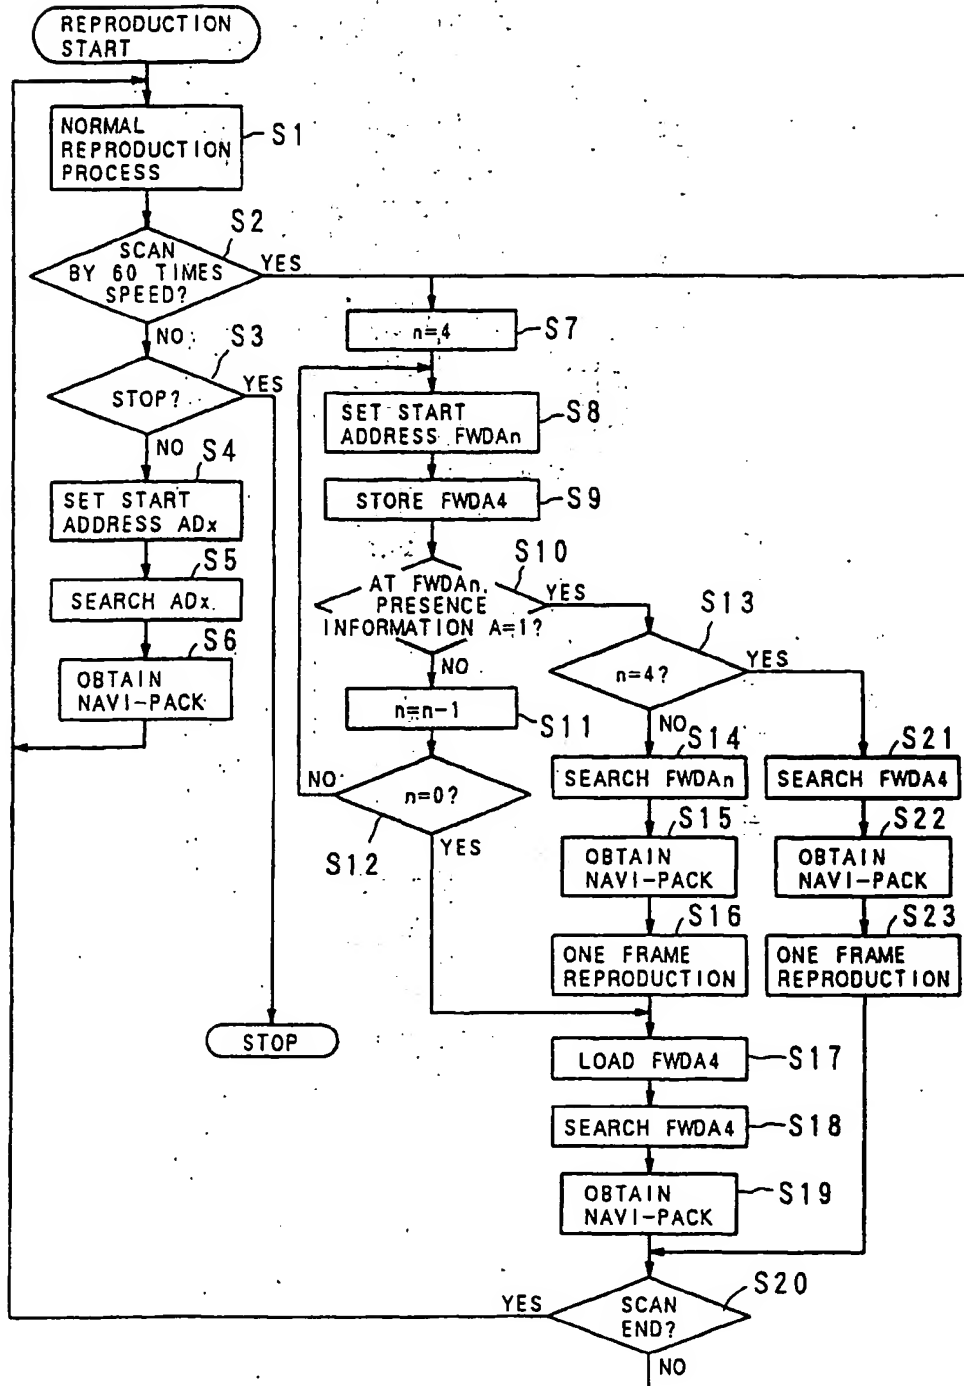 REPRODUCTION
START
NORMAL
REPRODUCTION
PROCESS
S1
S2
SCAN
BY 60 TIMES
SPEED?
YES
NO
S3
STOP?
YES
NO
S4
SET START
ADDRESS ADx
S5
SEARCH ADx
S6
OBTAIN
NAVI-PACK
STOP
n=4
S7
SET START
ADDRESS FWDAn
S8
STORE FWDA4
S9
S10
AT FWDAn,
PRESENCE
INFORMATION A=1?
YES
NO
n=n-1
S11
NO
n=0?
S12
YES
S13
n=4?
YES
NO
S14
SEARCH FWDAn
S15
OBTAIN
NAVI-PACK
S16
ONE FRAME
REPRODUCTION
S21
SEARCH FWDA4
S22
OBTAIN
NAVI-PACK
S23
ONE FRAME
REPRODUCTION
LOAD FWDA4
S17
SEARCH FWDA4
S18
OBTAIN
NAVI-PACK
S19
S20
YES
SCAN
END?
NO